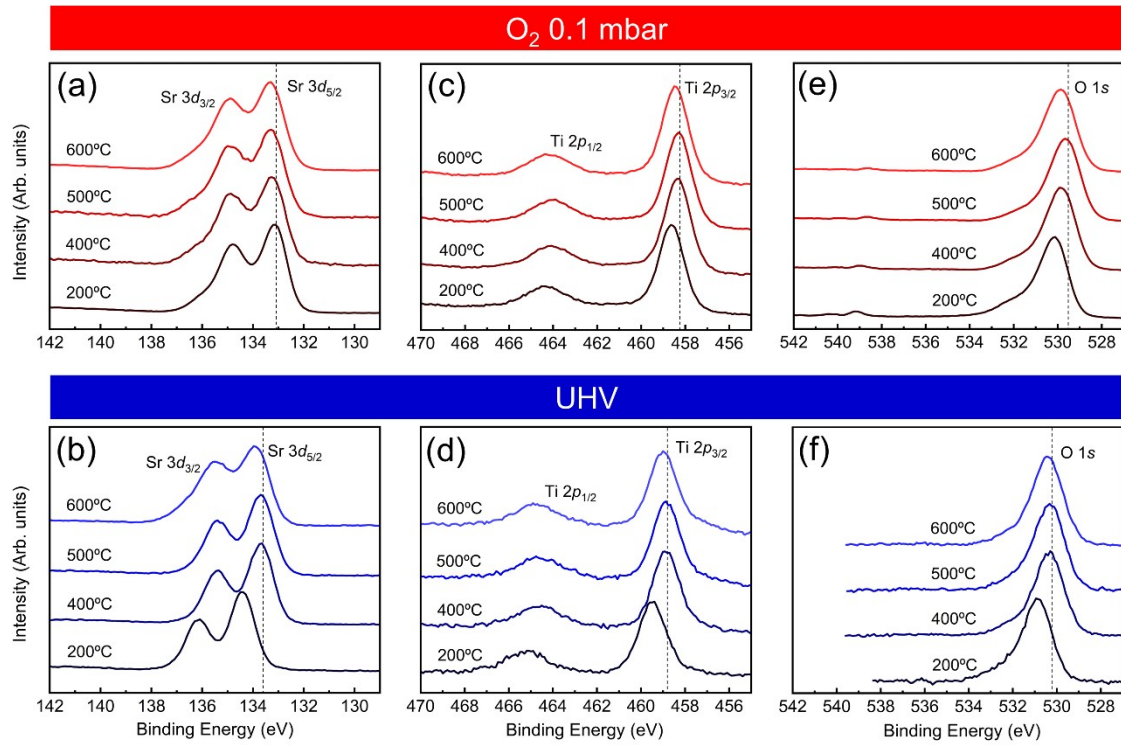 O₂ 0.1 mbar
Intensity (Arb. units)
(a)
Sr 3d3/2
Sr 3d5/2
600ºC
500ºC
400ºC
200ºC
142 140 138 136 134 132 130
(c)
Ti 2p1/2
Ti 2p3/2
600ºC
500ºC
400ºC
200ºC
470 468 466 464 462 460 458 456
(e)
O 1s
600ºC
500ºC
400ºC
200ºC
542 540 538 536 534 532 530 528
UHV
Intensity (Arb. units)
(b)
Sr 3d3/2
Sr 3d5/2
600ºC
500ºC
400ºC
200ºC
142 140 138 136 134 132 130
Binding Energy (eV)
(d)
Ti 2p1/2
Ti 2p3/2
600ºC
500ºC
400ºC
200ºC
470 468 466 464 462 460 458 456
Binding Energy (eV)
(f)
O 1s
600ºC
500ºC
400ºC
200ºC
542 540 538 536 534 532 530 528
Binding Energy (eV)